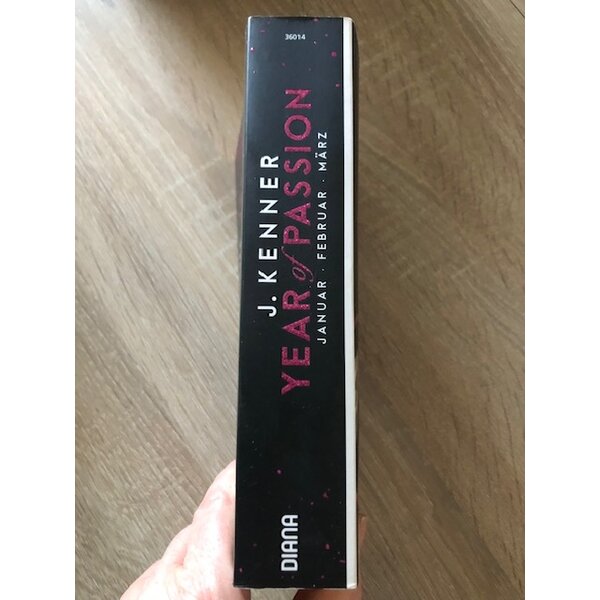 36014
J. KENNER
YEAR of PASSION
JANUAR · FEBRUAR · MÄRZ
DIANA